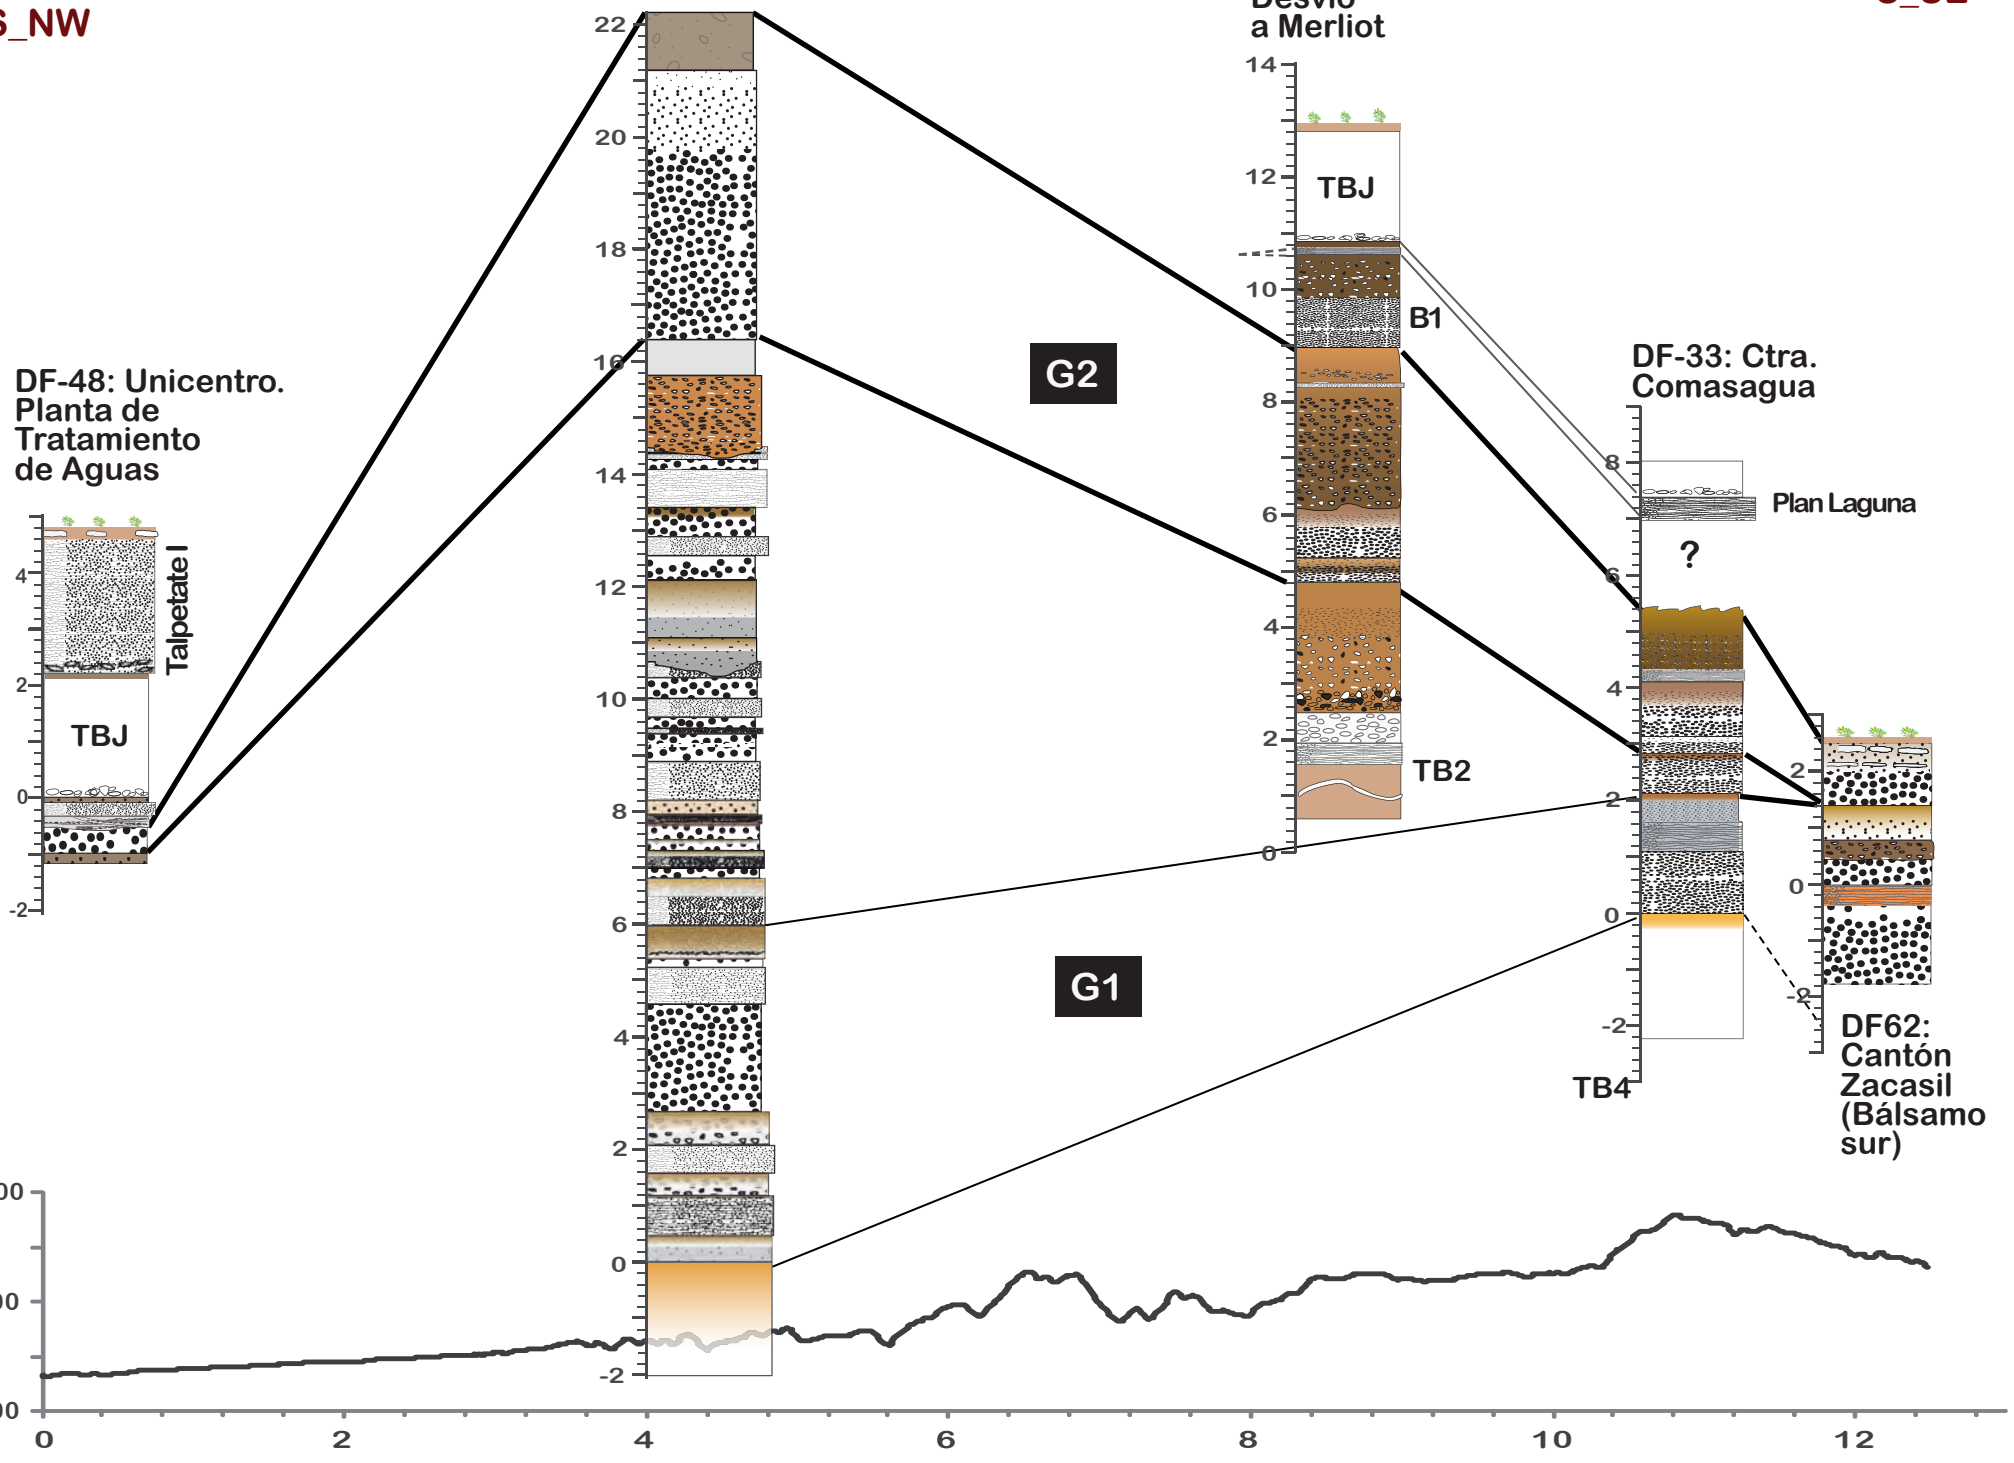 S_NW
Desvío
a Merliot
DF-48: Unicentro.
Planta de
Tratamiento
de Aguas
Talpetate I
TBJ
4
2
0
-2
22
20
18
16
14
12
10
8
6
4
2
0
-2
G2
G1
14
12
10
8
6
4
2
0
TBJ
B1
TB2
DF-33: Ctra.
Comasagua
8
6
4
2
0
-2
Plan Laguna
?
TB4
2
0
-2
DF62:
Cantón
Zacasil
(Bálsamo
sur)
00
00
00
0
2
4
6
8
10
12